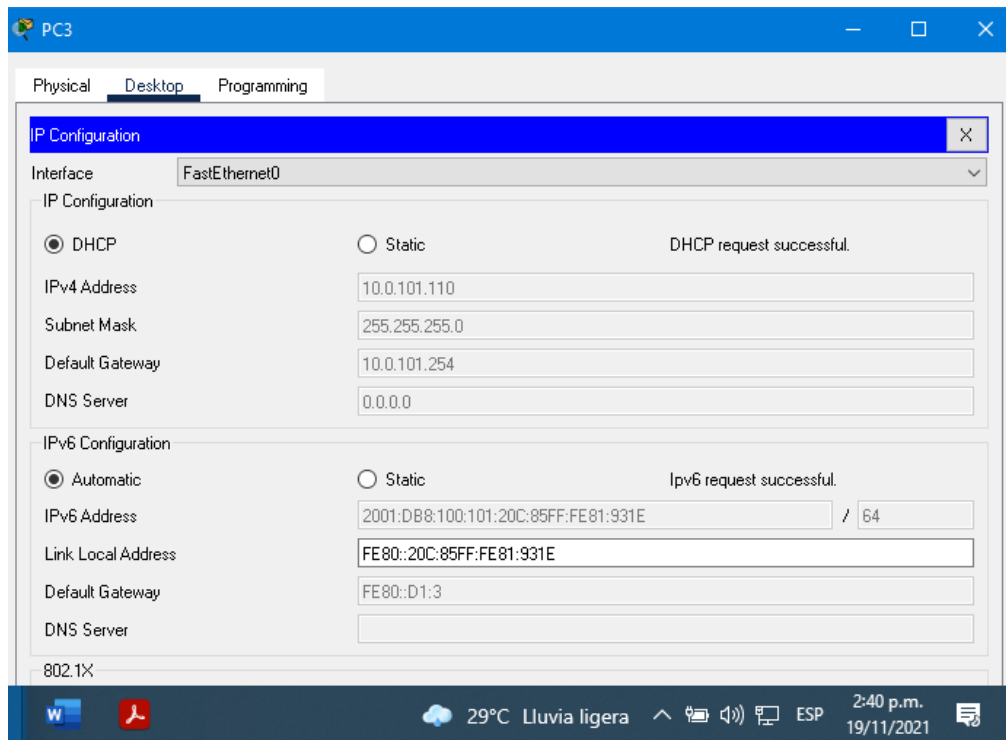 PC3
Physical Desktop Programming
IP Configuration X
Interface FastEthernet0
IP Configuration
DHCP Static DHCP request successful.
IPv4 Address 10.0.101.110
Subnet Mask 255.255.255.0
Default Gateway 10.0.101.254
DNS Server 0.0.0.0
IPv6 Configuration
Automatic Static Ipv6 request successful.
IPv6 Address 2001:DB8:100:101:20C:85FF:FE81:931E / 64
Link Local Address FE80::20C:85FF:FE81:931E
Default Gateway FE80::D1:3
DNS Server
802.1X
W 29°C Lluvia ligera ESP 2:40 p.m.
19/11/2021